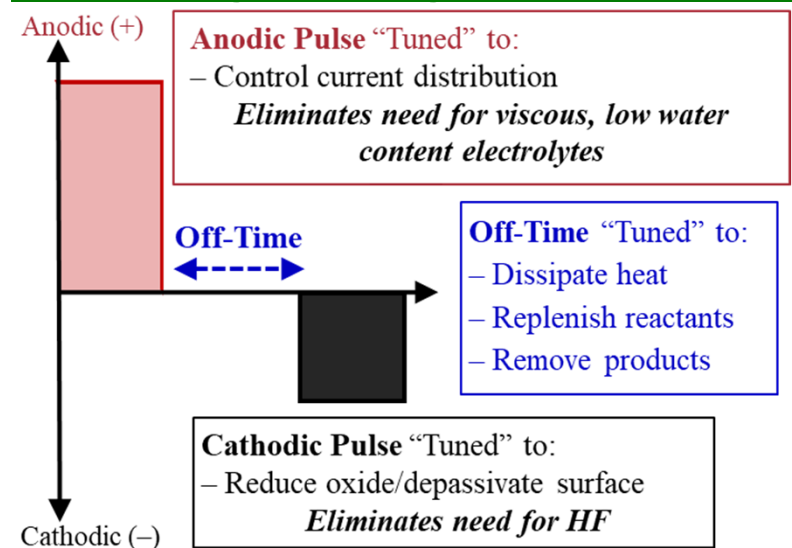 Anodic (+)
Anodic Pulse “Tuned” to:
– Control current distribution
Eliminates need for viscous, low water
content electrolytes
Off-Time
Off-Time “Tuned” to:
– Dissipate heat
– Replenish reactants
– Remove products
Cathodic Pulse “Tuned” to:
– Reduce oxide/depassivate surface
Eliminates need for HF
Cathodic (–)